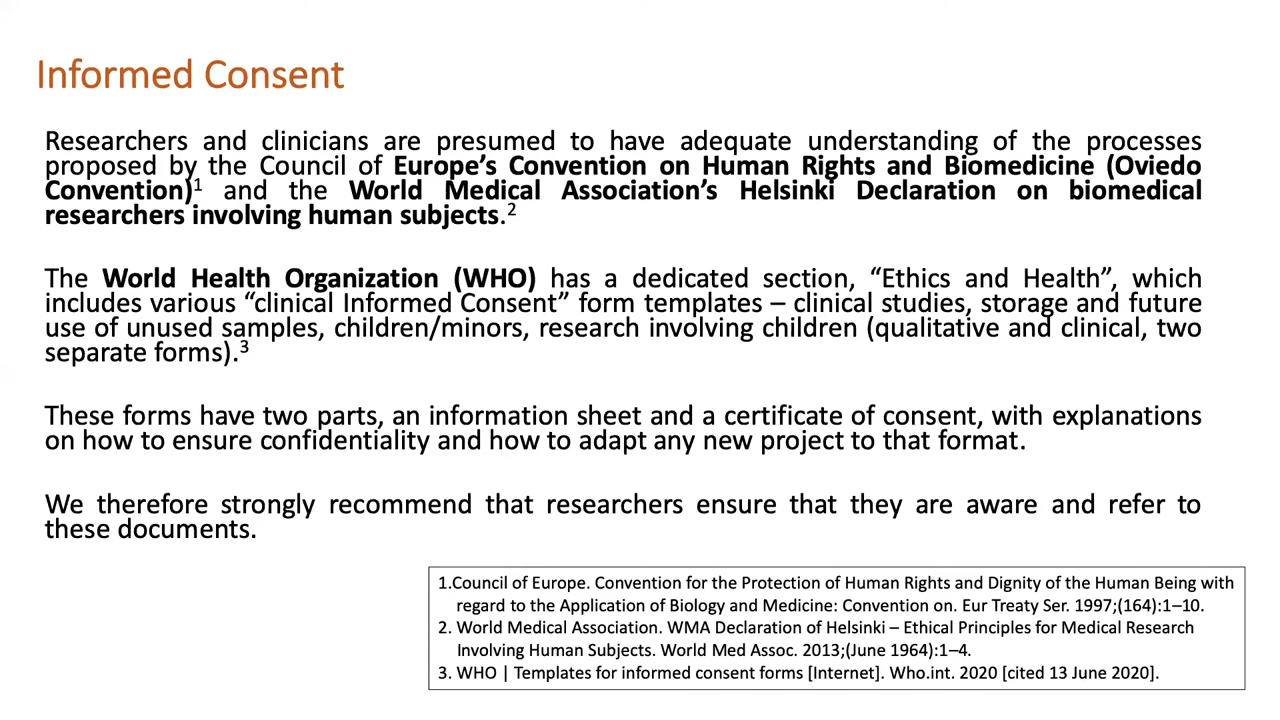 Informed Consent
Researchers and clinicians are presumed to have adequate understanding of the processes
proposed by the Council of Europe’s Convention on Human Rights and Biomedicine (Oviedo
Convention)¹ and the World Medical Association’s Helsinki Declaration on biomedical
researchers involving human subjects.²
The World Health Organization (WHO) has a dedicated section, “Ethics and Health”, which
includes various “clinical Informed Consent” form templates – clinical studies, storage and future
use of unused samples, children/minors, research involving children (qualitative and clinical, two
separate forms).³
These forms have two parts, an information sheet and a certificate of consent, with explanations
on how to ensure confidentiality and how to adapt any new project to that format.
We therefore strongly recommend that researchers ensure that they are aware and refer to
these documents.
1.Council of Europe. Convention for the Protection of Human Rights and Dignity of the Human Being with
regard to the Application of Biology and Medicine: Convention on. Eur Treaty Ser. 1997;(164):1–10.
2. World Medical Association. WMA Declaration of Helsinki – Ethical Principles for Medical Research
Involving Human Subjects. World Med Assoc. 2013;(June 1964):1–4.
3. WHO | Templates for informed consent forms [Internet]. Who.int. 2020 [cited 13 June 2020].